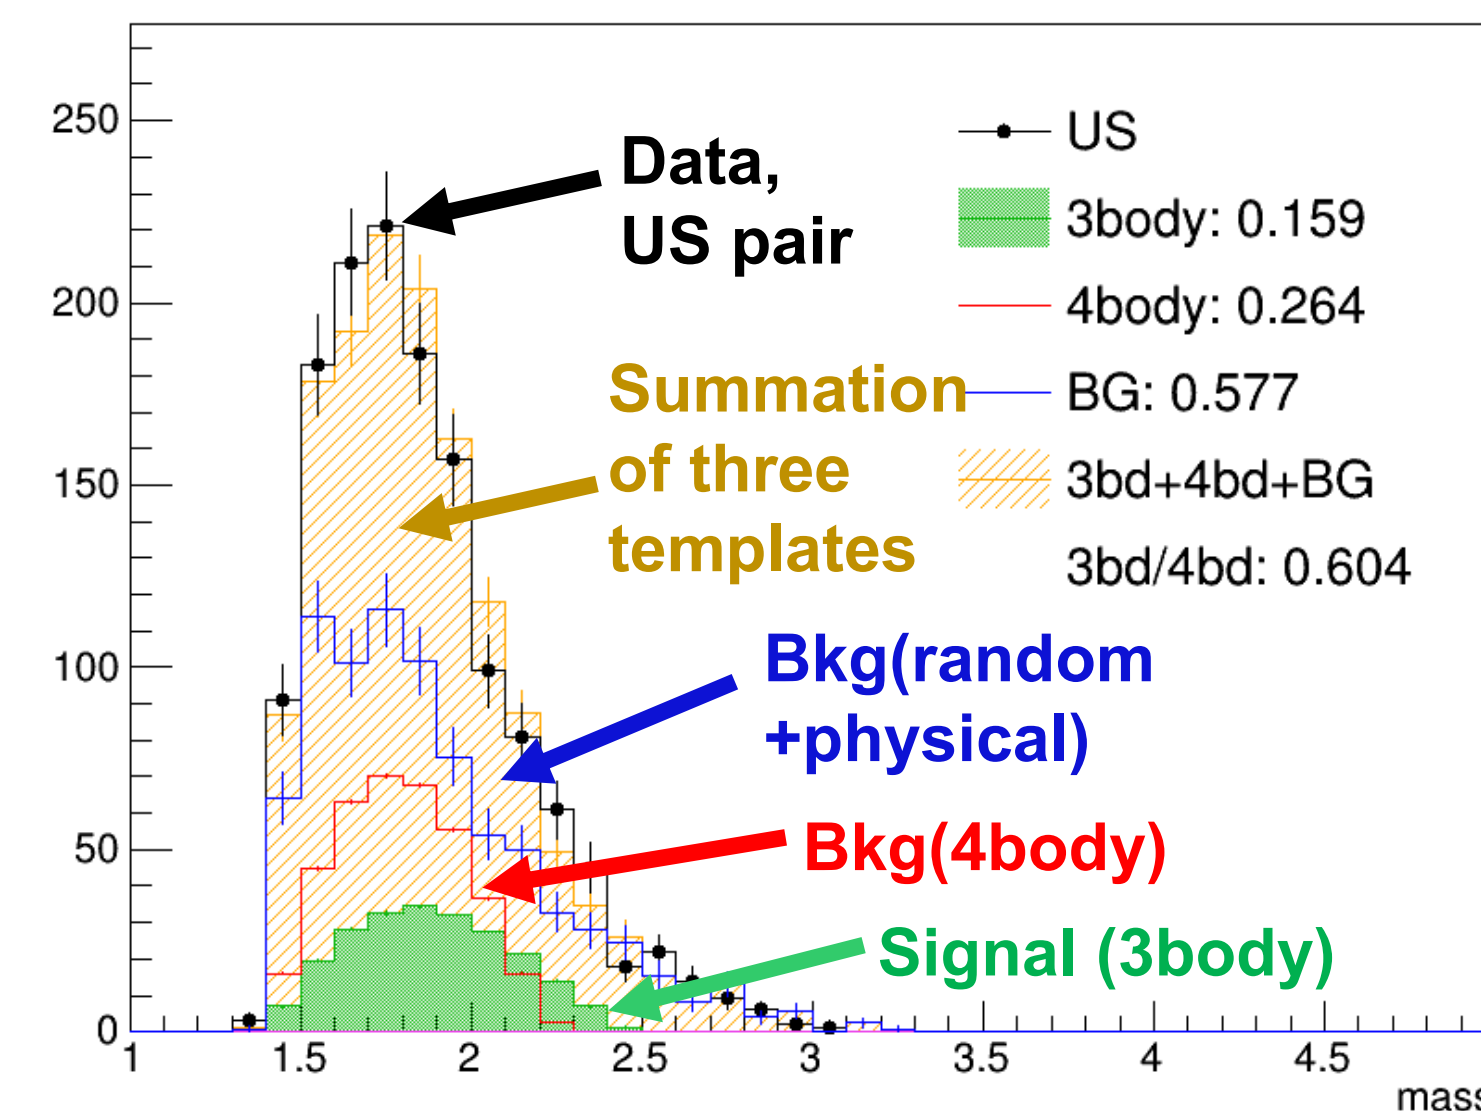 250
200
150
100
50
0
1
1.5
2
2.5
3
3.5
4
4.5
mass
Data,
US pair
Summation
of three
templates
Bkg(random
+physical)
Bkg(4body)
Signal (3body)
US
3body: 0.159
4body: 0.264
BG: 0.577
3bd+4bd+BG
3bd/4bd: 0.604